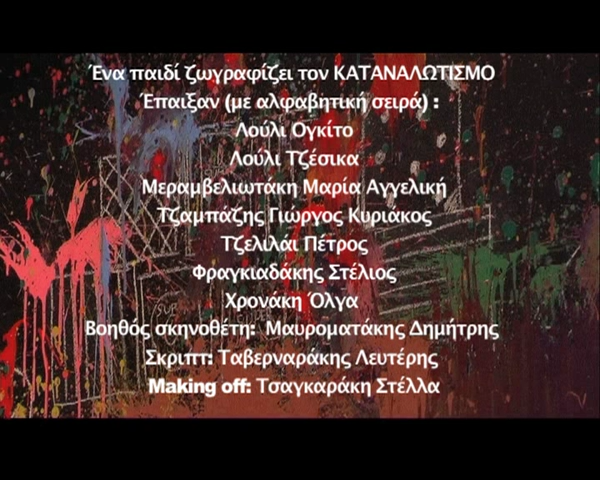 Ένα παιδί ζωγραφίζει τον ΚΑΤΑΝΑΛΩΤΙΣΜΟ
Έπαιξαν (με αλφαβητική σειρά) :
Λούλι Ογκίτο
Λούλι Τζέσικα
Μεραμβελιωτάκη Μαρία Αγγελική
Τζαμπάζης Γιώργος Κυριάκος
Τζελιλάι Πέτρος
Φραγκιαδάκης Στέλιος
Χρονάκη Όλγα
Βοηθός σκηνοθέτη: Μαυροματάκης Δημήτρης
Σκριπτ: Ταβερναράκης Λευτέρης
Making off: Τσαγκαράκη Στέλλα